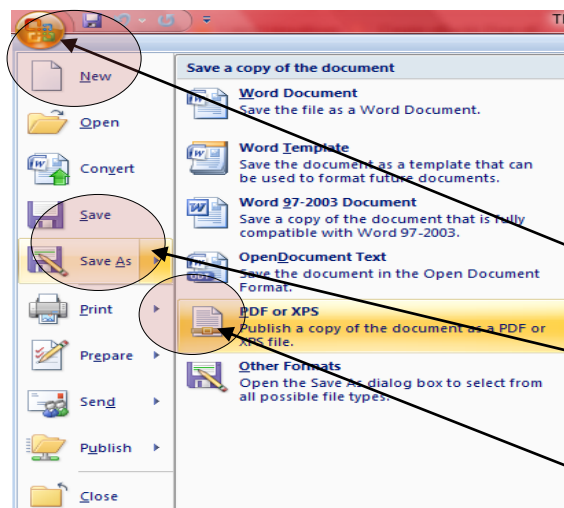 Tl
New
Open
Convert
Save
Save As
Print
Prepare
Send
Publish
Close
Save a copy of the document
Word Document
Save the file as a Word Document.
Word Template
Save the document as a template that can
be used to format future documents.
Word 97-2003 Document
Save a copy of the document that is fully
compatible with Word 97-2003.
OpenDocument Text
Save the document in the Open Document
Format.
PDF or XPS
Publish a copy of the document as a PDF or
XPS file.
Other Formats
Open the Save As dialog box to select from
all possible file types.